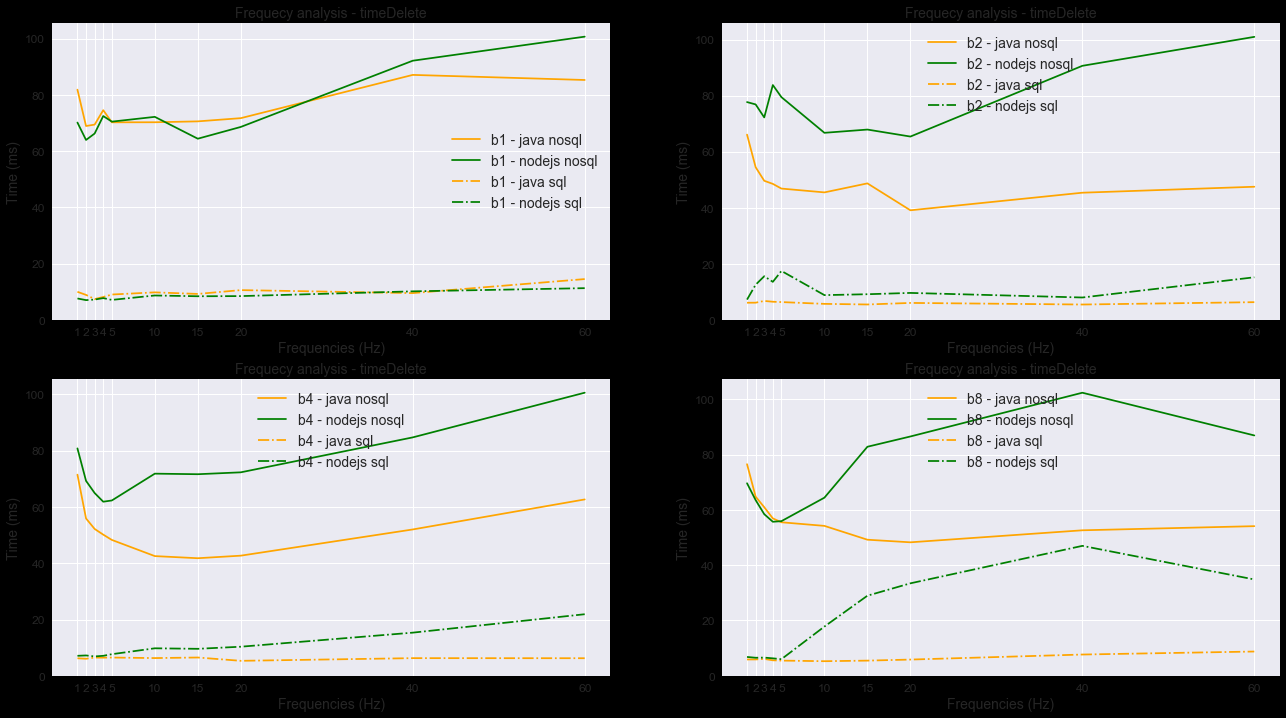 Frequecy analysis - timeDelete
100
80
60
40
20
0
Time (ms)
b1 - java nosql
b1 - nodejs nosql
b1 - java sql
b1 - nodejs sql
1 2 3 4 5 10 15 20 40 60
Frequencies (Hz)
Frequecy analysis - timeDelete
100
80
60
40
20
0
Time (ms)
b2 - java nosql
b2 - nodejs nosql
b2 - java sql
b2 - nodejs sql
1 2 3 4 5 10 15 20 40 60
Frequencies (Hz)
Frequecy analysis - timeDelete
100
80
60
40
20
0
Time (ms)
b4 - java nosql
b4 - nodejs nosql
b4 - java sql
b4 - nodejs sql
1 2 3 4 5 10 15 20 40 60
Frequencies (Hz)
Frequecy analysis - timeDelete
100
80
60
40
20
0
Time (ms)
b8 - java nosql
b8 - nodejs nosql
b8 - java sql
b8 - nodejs sql
1 2 3 4 5 10 15 20 40 60
Frequencies (Hz)